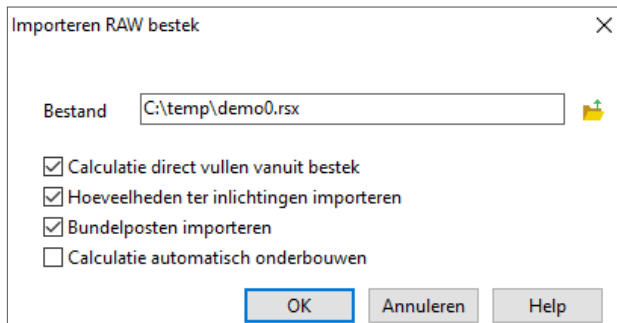 Importeren RAW bestek
Bestand C:\temp\demo0.rsx
Calculatie direct vullen vanuit bestek
Hoeveelheden ter inlichtingen importeren
Bundelposten importeren
Calculatie automatisch onderbouwen
OK Annuleren Help